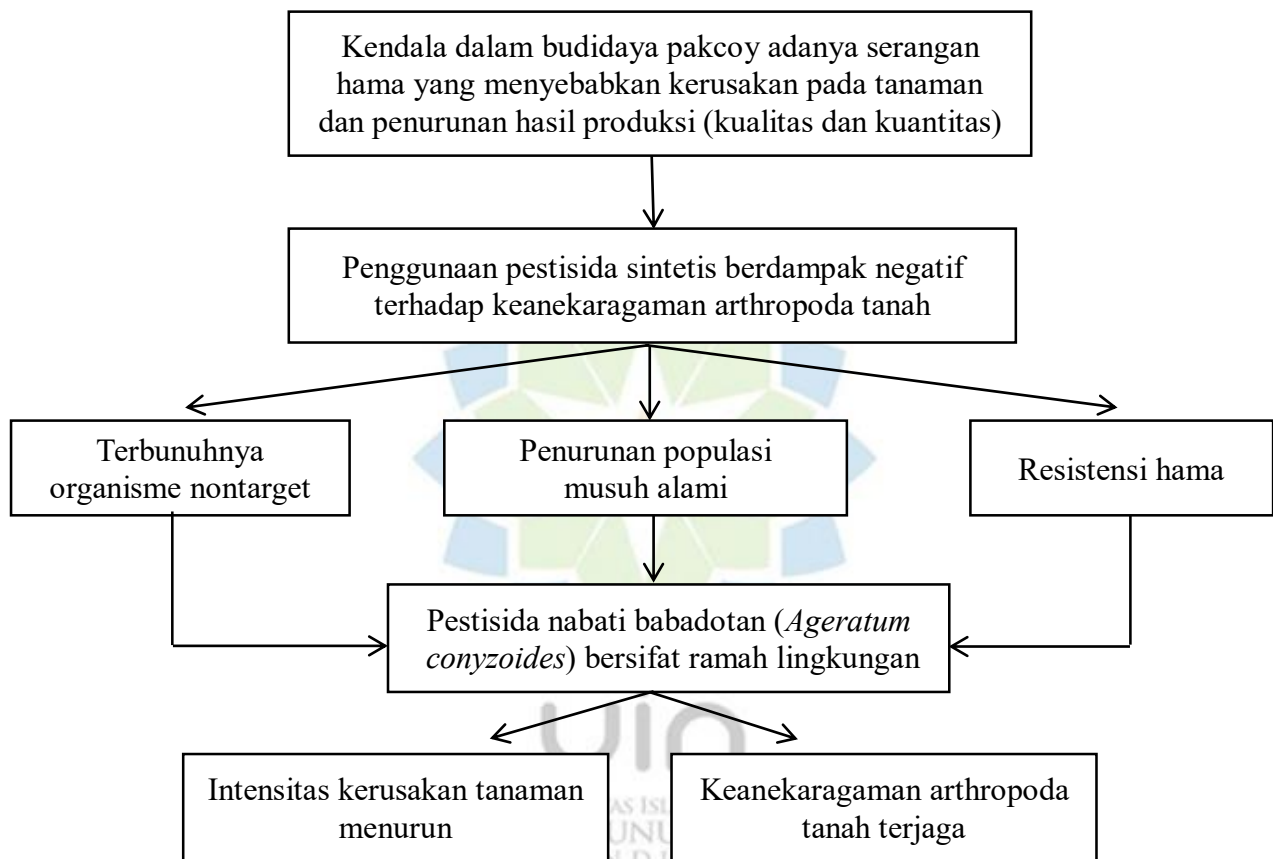 Kendala dalam budidaya pakcoy adanya serangan
hama yang menyebabkan kerusakan pada tanaman
dan penurunan hasil produksi (kualitas dan kuantitas)
Penggunaan pestisida sintetis berdampak negatif
terhadap keanekaragaman arthropoda tanah
Terbunuhnya
organisme nontarget
Penurunan populasi
musuh alami
Resistensi hama
Pestisida nabati babadotan (Ageratum
conyzoides) bersifat ramah lingkungan
uin
Intensitas kerusakan tanaman
menurun
Keanekaragaman arthropoda
tanah terjaga